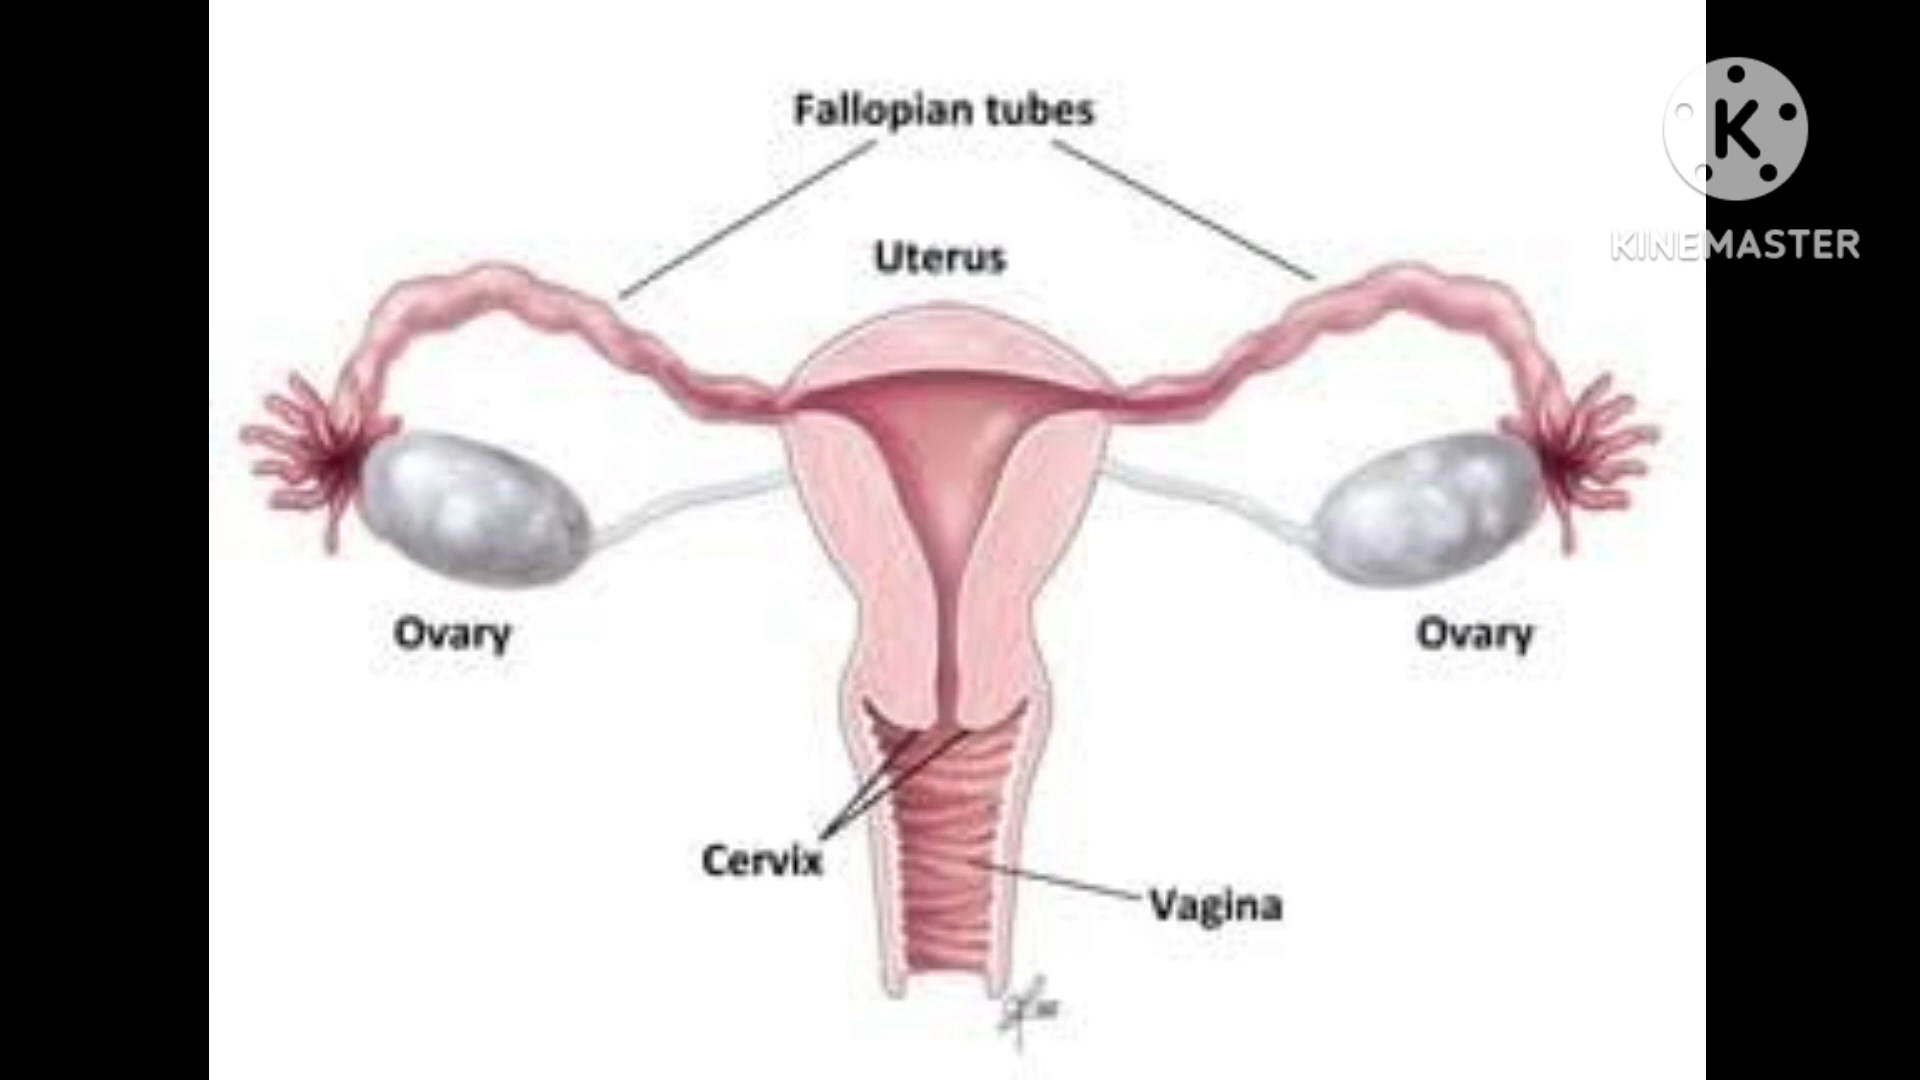 Fallopian tubes
K
KINEMASTER
Uterus
Ovary
Ovary
Cervix
Vagina